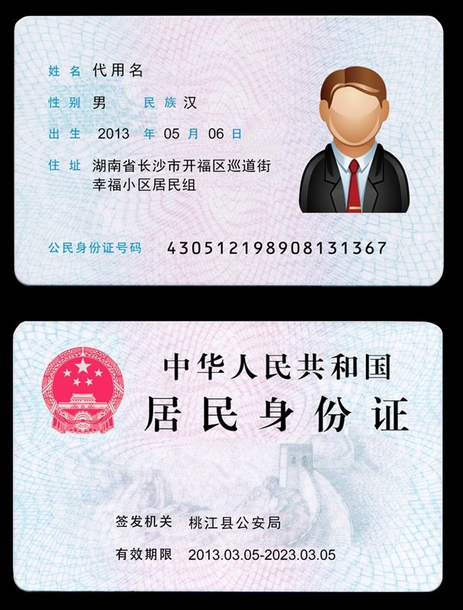 姓名 代用名
性别 男 民族 汉
出生 2013 年 05 月 06 日
住址 湖南省长沙市开福区巡道街
幸福小区居民组
公民身份证号码 430512198908131367
中华人民共和国
居民身份证
签发机关 桃江县公安局
有效期限 2013.03.05-2023.03.05